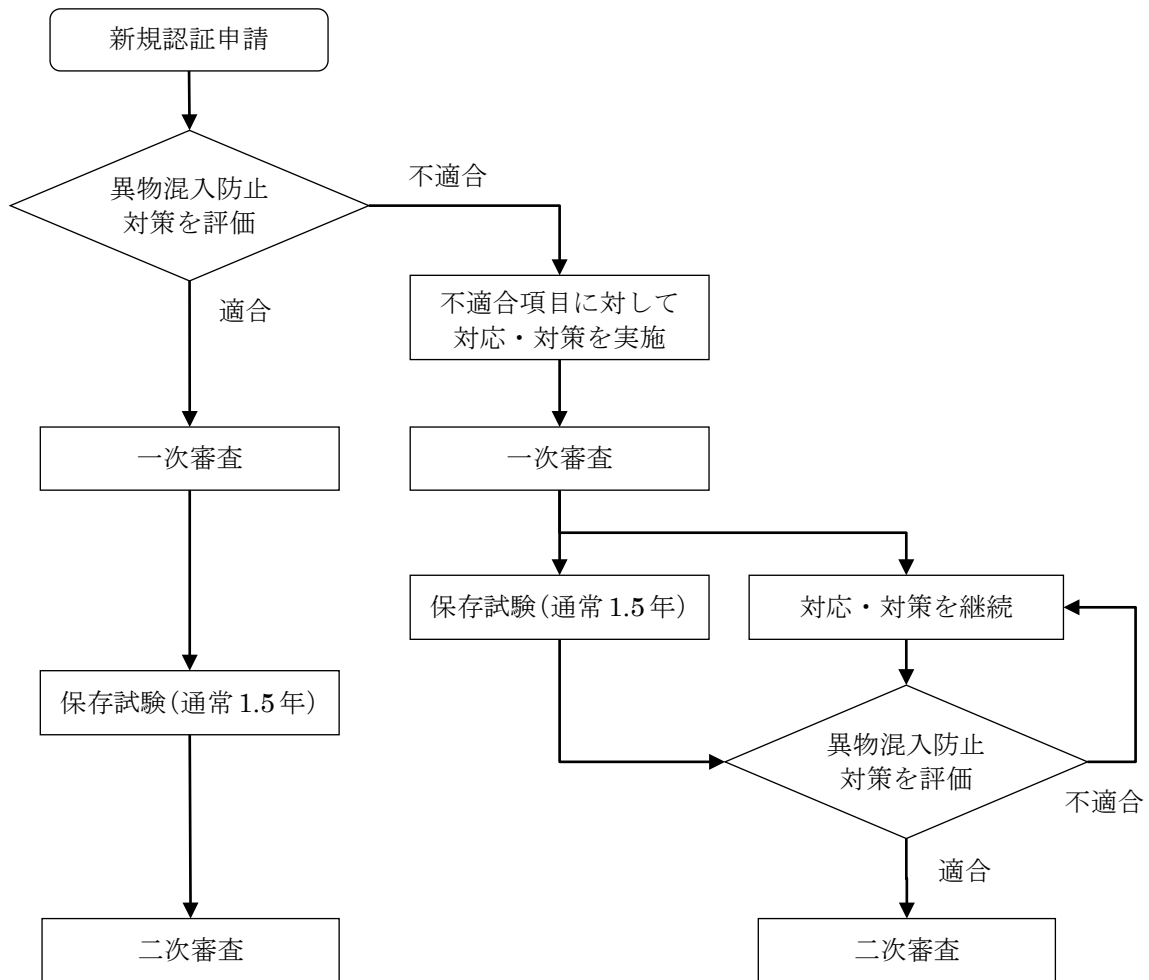 新規認証申請
異物混入防止
対策を評価
不適合
適合
不適合項目に対して
対応・対策を実施
一次審査
一次審査
保存試験(通常1.5年)
対応・対策を継続
保存試験(通常1.5年)
異物混入防止
対策を評価
不適合
適合
二次審査
二次審査